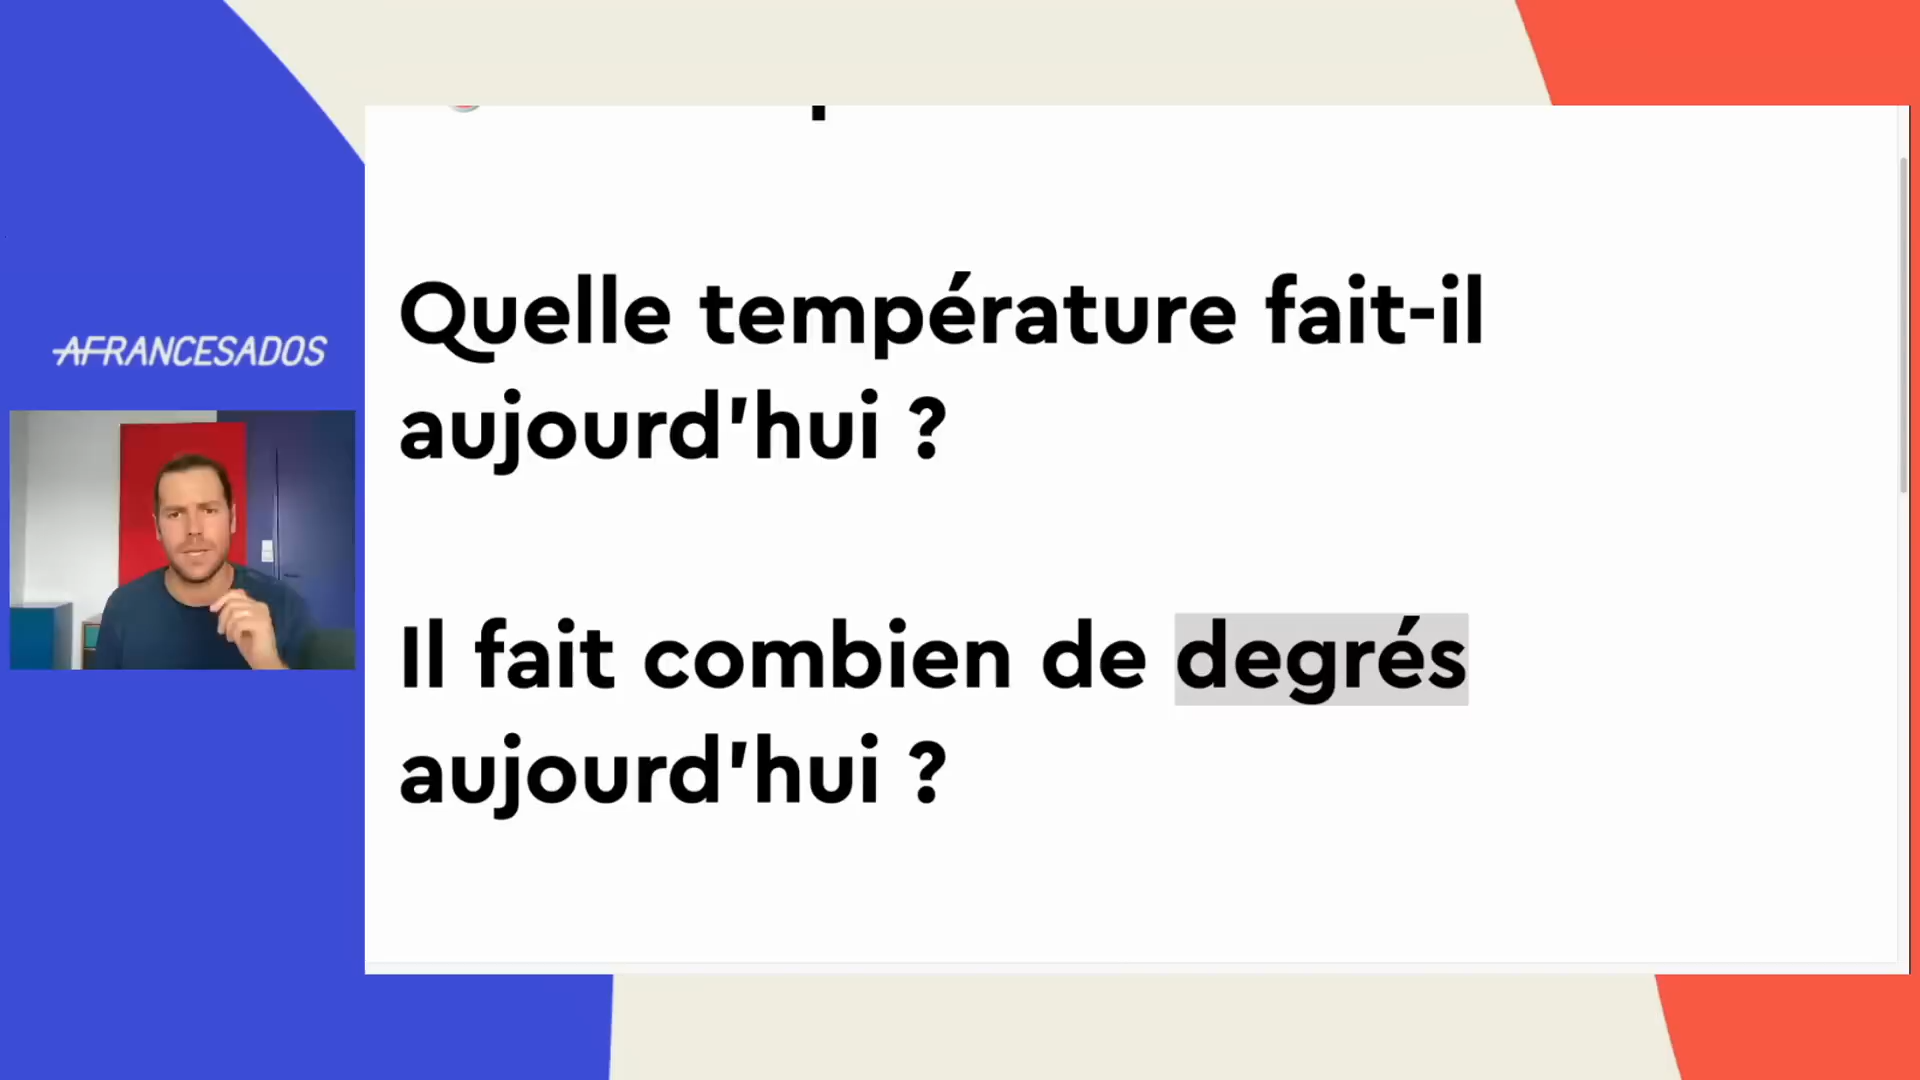 AFRANCESADOS
Quelle température fait-il
aujourd'hui ?
Il fait combien de degrés
aujourd'hui ?